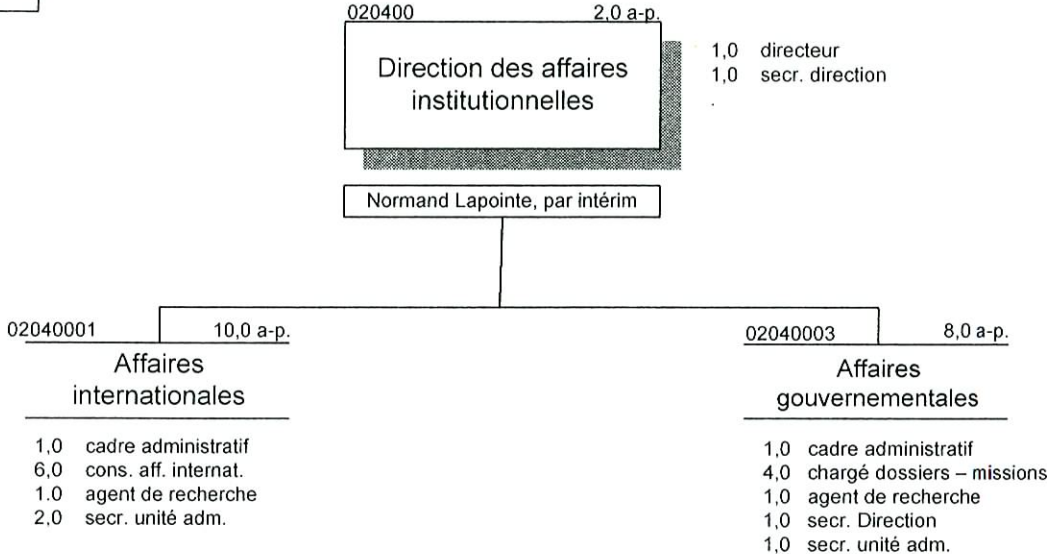 020400 2,0 a-p.
Direction des affaires
institutionnelles
1,0 directeur
1,0 secr. direction
Normand Lapointe, par intérim
02040001 10,0 a-p.
Affaires
internationales
1,0 cadre administratif
6,0 cons. aff. internat.
1.0 agent de recherche
2,0 secr. unité adm.
02040003 8,0 a-p.
Affaires
gouvernementales
1,0 cadre administratif
4,0 chargé dossiers – missions
1,0 agent de recherche
1,0 secr. Direction
1,0 secr. unité adm.